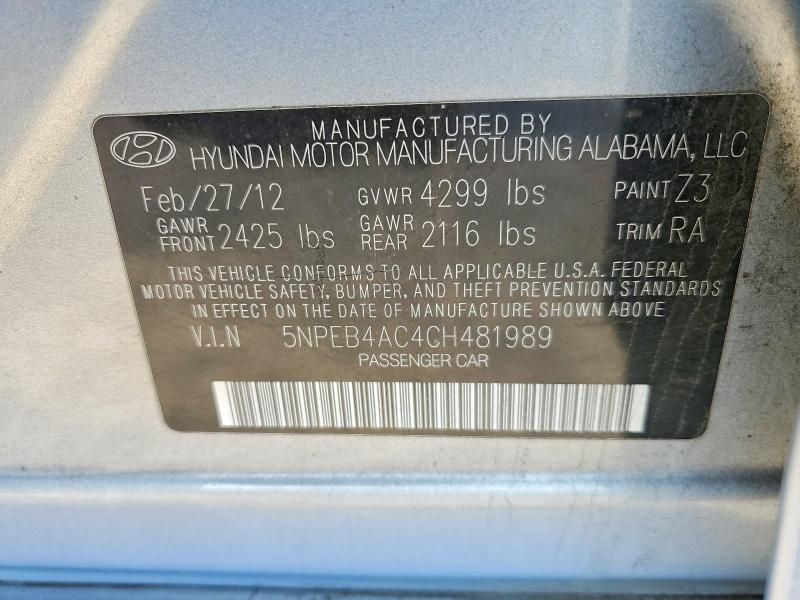 MANUFACTURED BY
HYUNDAI MOTOR MANUFACTURING ALABAMA, LLC
Feb/27/12 GVWR 4299 lbs PAINT Z3
GAWR FRONT 2425 lbs GAWR REAR 2116 lbs TRIM RA
THIS VEHICLE CONFORMS TO ALL APPLICABLE U.S.A. FEDERAL
MOTOR VEHICLE SAFETY, BUMPER, AND THEFT PREVENTION STANDARDS
IN EFFECT ON THE DATE OF MANUFACTURE SHOWN ABOVE
V.I.N 5NPEB4AC4CH481989
PASSENGER CAR